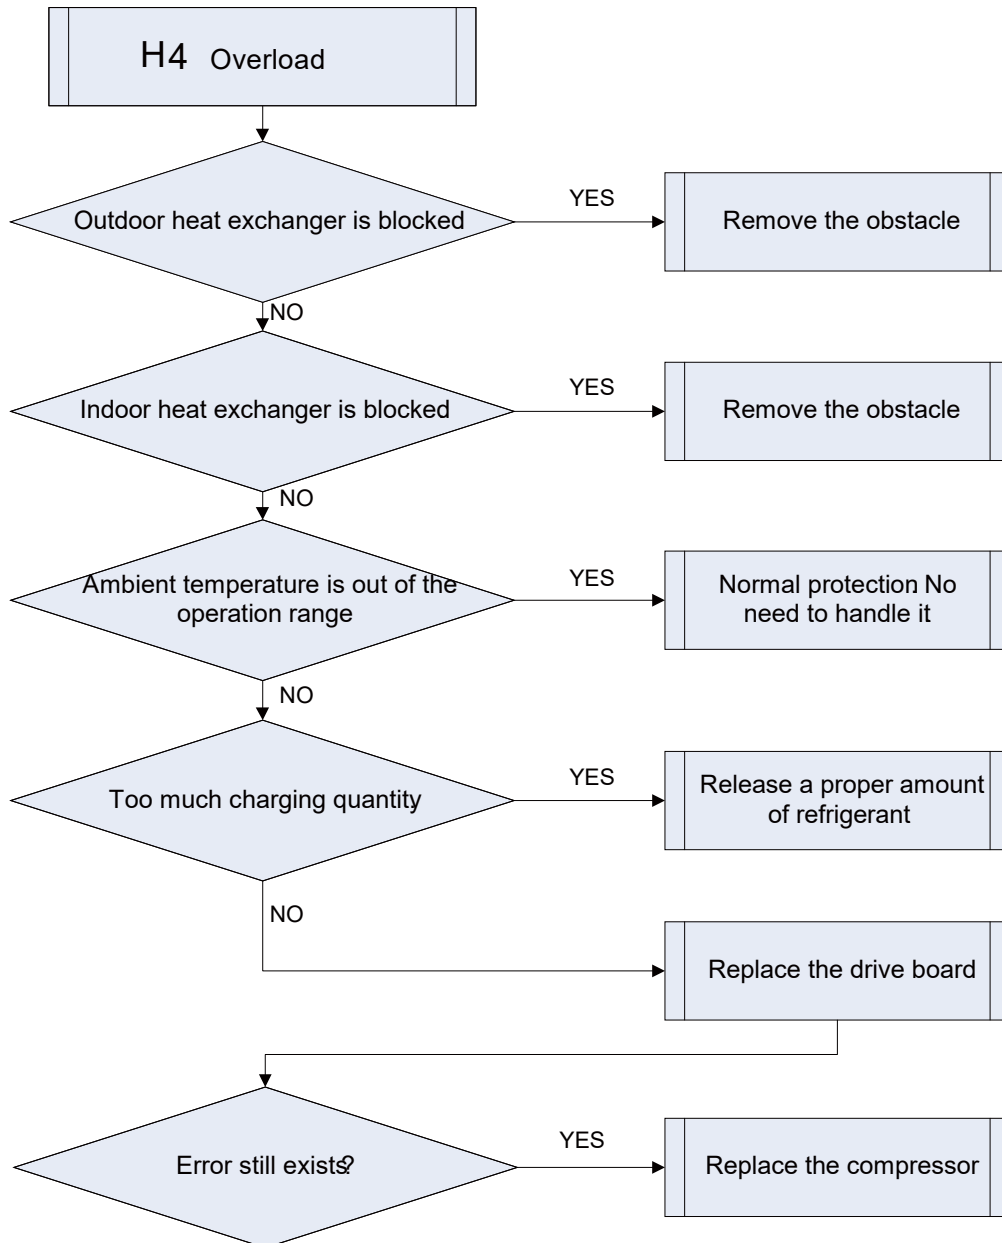 H4 Overload
Outdoor heat exchanger is blocked
YES
Remove the obstacle
NO
Indoor heat exchanger is blocked
YES
Remove the obstacle
NO
Ambient temperature is out of the
operation range
YES
Normal protection. No
need to handle it
NO
Too much charging quantity
YES
Release a proper amount
of refrigerant
NO
Replace the drive board
Error still exists?
YES
Replace the compressor